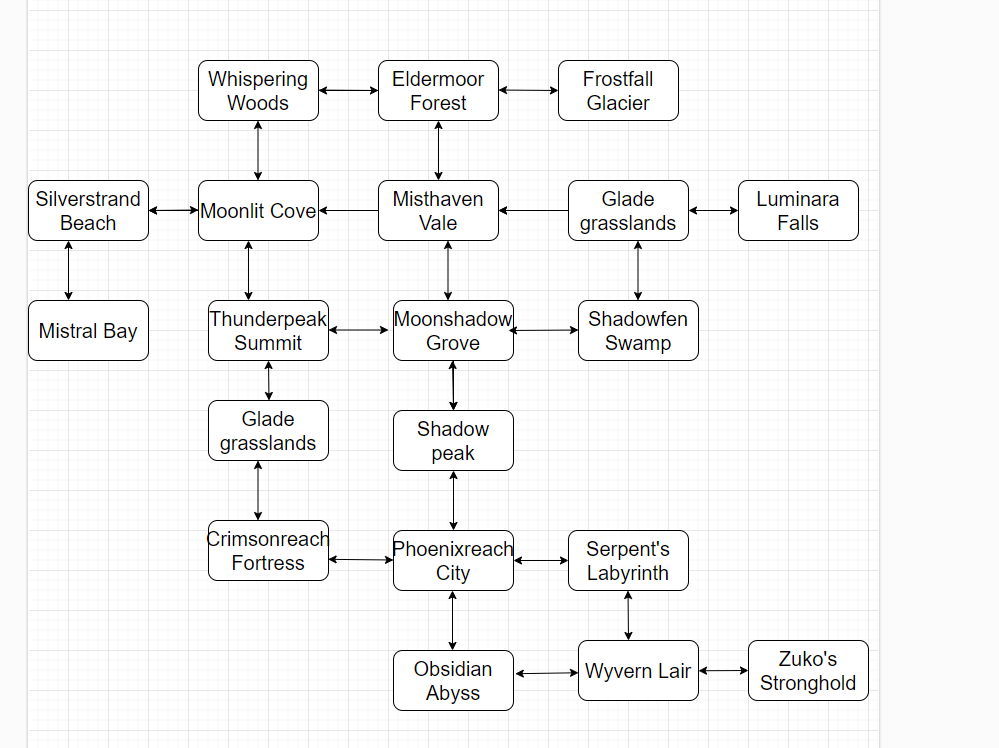 Whispering
Woods
Eldermoor
Forest
Frostfall
Glacier
Silverstrand
Beach
Moonlit Cove
Misthaven
Vale
Glade
grasslands
Luminara
Falls
Mistral Bay
Thunderpeak
Summit
Moonshadow
Grove
Shadowfen
Swamp
Glade
grasslands
Shadow
peak
Crimsonreach
Fortress
Phoenixreach
City
Serpent's
Labyrinth
Obsidian
Abyss
Wyvern Lair
Zuko's
Stronghold